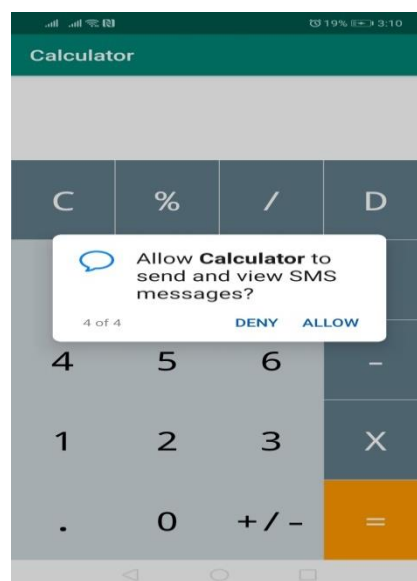 19% 3:10
Calculator
C % / D
Allow Calculator to
send and view SMS
messages?
4 of 4 DENY ALLOW
4 5 6 -
1 2 3 X
. 0 +/- =